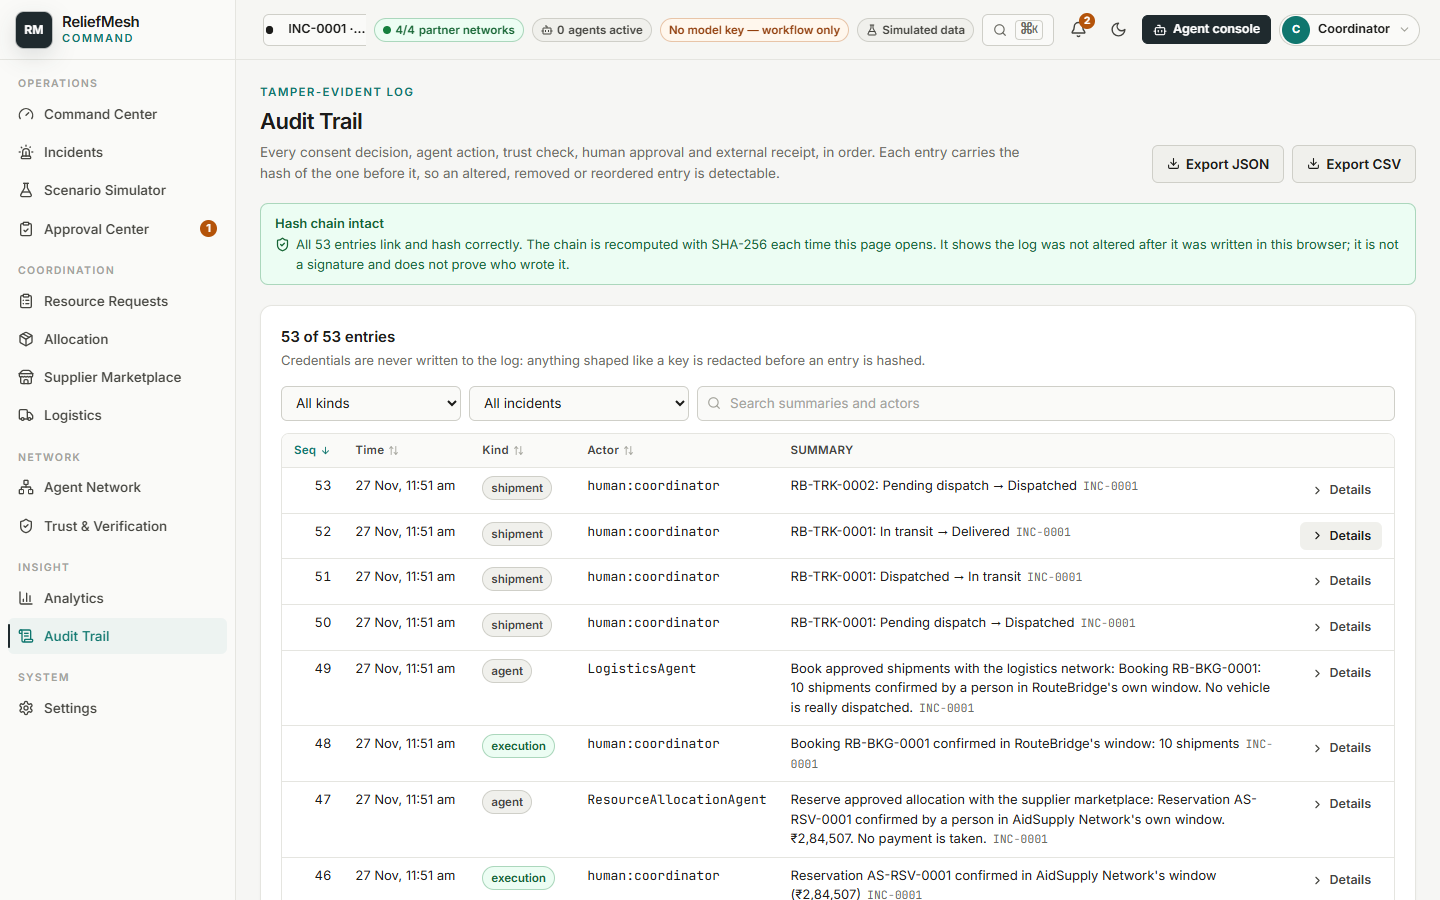 RM
ReliefMesh
COMMAND
INC-0001 ·...
4/4 partner networks
0 agents active
No model key — workflow only
Simulated data
⌘K
2
Agent console
C
Coordinator
OPERATIONS
Command Center
Incidents
Scenario Simulator
Approval Center
1
COORDINATION
Resource Requests
Allocation
Supplier Marketplace
Logistics
NETWORK
Agent Network
Trust & Verification
INSIGHT
Analytics
Audit Trail
SYSTEM
Settings
TAMPER-EVIDENT LOG
Audit Trail
Every consent decision, agent action, trust check, human approval and external receipt, in order. Each entry carries the
hash of the one before it, so an altered, removed or reordered entry is detectable.
Export JSON
Export CSV
Hash chain intact
All 53 entries link and hash correctly. The chain is recomputed with SHA-256 each time this page opens. It shows the log was not altered after it was written in this browser; it is not
a signature and does not prove who wrote it.
53 of 53 entries
Credentials are never written to the log: anything shaped like a key is redacted before an entry is hashed.
All kinds
All incidents
Search summaries and actors
Seq ↓ Time ↑↓ Kind ↑↓ Actor ↑↓ SUMMARY
53 27 Nov, 11:51 am shipment human:coordinator RB-TRK-0002: Pending dispatch → Dispatched INC-0001 Details
52 27 Nov, 11:51 am shipment human:coordinator RB-TRK-0001: In transit → Delivered INC-0001 Details
51 27 Nov, 11:51 am shipment human:coordinator RB-TRK-0001: Dispatched → In transit INC-0001 Details
50 27 Nov, 11:51 am shipment human:coordinator RB-TRK-0001: Pending dispatch → Dispatched INC-0001 Details
49 27 Nov, 11:51 am agent LogisticsAgent Book approved shipments with the logistics network: Booking RB-BKG-0001: Details
10 shipments confirmed by a person in RouteBridge's own window. No vehicle
is really dispatched. INC-0001
48 27 Nov, 11:51 am execution human:coordinator Booking RB-BKG-0001 confirmed in RouteBridge's window: 10 shipments INC- Details
0001
47 27 Nov, 11:51 am agent ResourceAllocationAgent Reserve approved allocation with the supplier marketplace: Reservation AS- Details
RSV-0001 confirmed by a person in AidSupply Network's own window.
₹2,84,507. No payment is taken. INC-0001
46 27 Nov, 11:51 am execution human:coordinator Reservation AS-RSV-0001 confirmed in AidSupply Network's window Details
(₹2,84,507) INC-0001